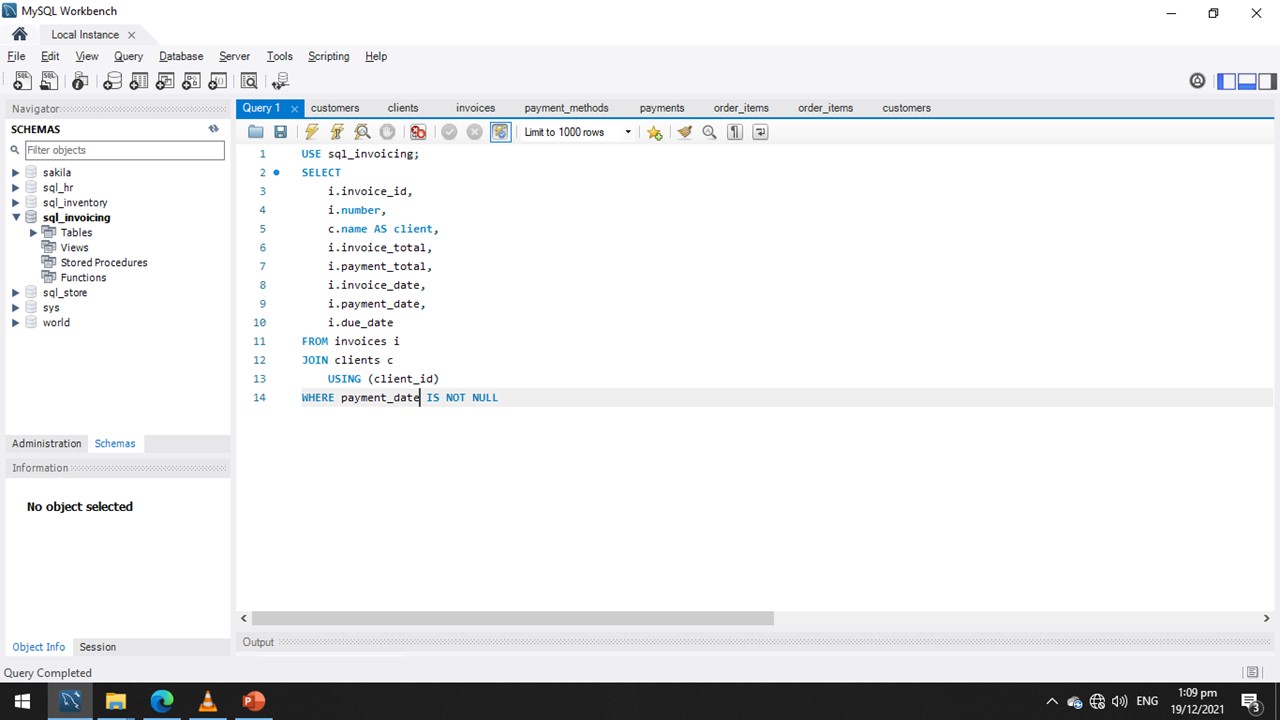 MySQL Workbench
Local Instance
File Edit View Query Database Server Tools Scripting Help
Navigator
SCHEMAS
Filter objects
sakila
sql_hr
sql_inventory
sql_invoicing
Tables
Views
Stored Procedures
Functions
sql_store
sys
world
Administration Schemas
Information
No object selected
Object Info Session
Query 1 customers clients invoices payment_methods payments order_items order_items customers
Limit to 1000 rows
1 USE sql_invoicing;
2 SELECT
3 i.invoice_id,
4 i.number,
5 c.name AS client,
6 i.invoice_total,
7 i.payment_total,
8 i.invoice_date,
9 i.payment_date,
10 i.due_date
11 FROM invoices i
12 JOIN clients c
13 USING (client_id)
14 WHERE payment_date IS NOT NULL
Output
Query Completed
ENG
1:09 pm
19/12/2021
3